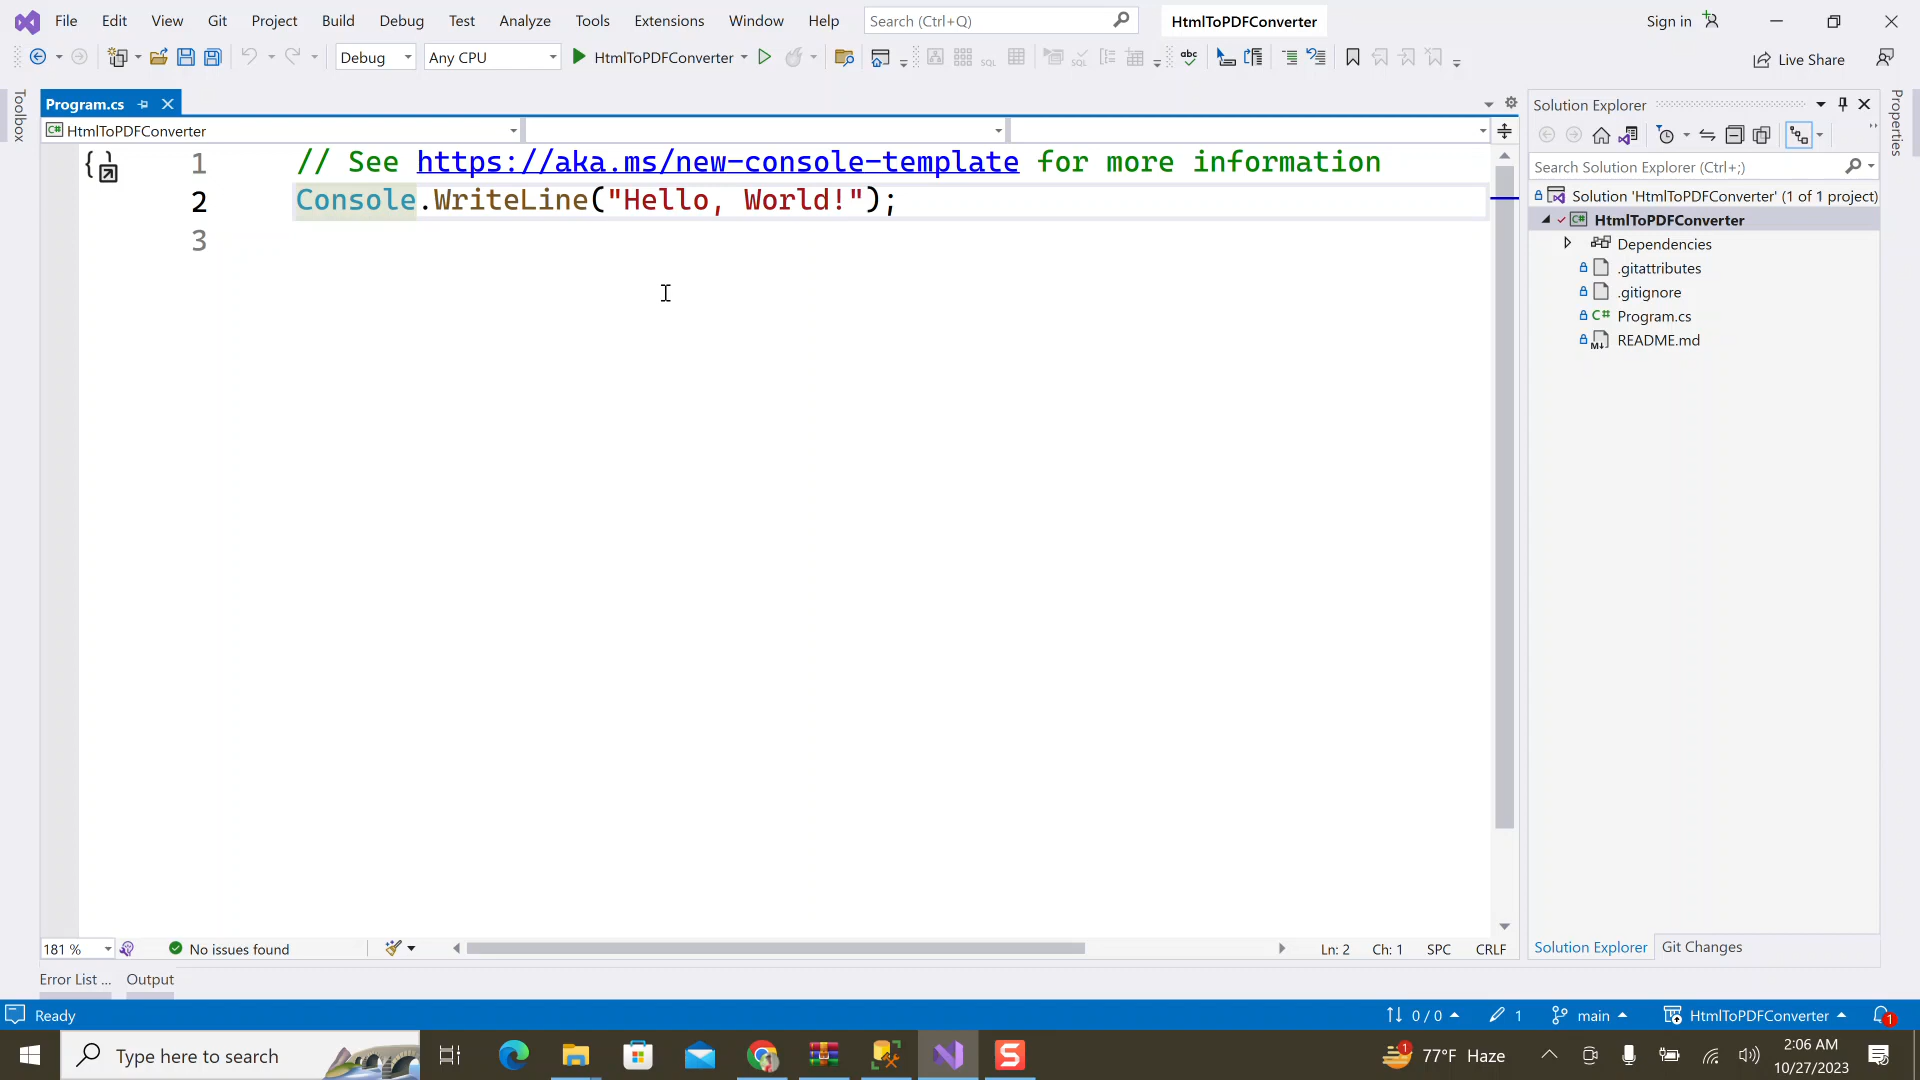 File Edit View Git Project Build Debug Test Analyze Tools Extensions Window Help Search (Ctrl+Q) HtmlToPDFConverter Sign in
Debug Any CPU HtmlToPDFConverter Live Share
Toolbox
Program.cs
HtmlToPDFConverter
1 // See https://aka.ms/new-console-template for more information
2 Console.WriteLine("Hello, World!");
3
Solution Explorer
Search Solution Explorer (Ctrl+;)
Solution 'HtmlToPDFConverter' (1 of 1 project)
HtmlToPDFConverter
Dependencies
.gitattributes
.gitignore
Program.cs
README.md
Properties
181 % No issues found Ln: 2 Ch: 1 SPC CRLF
Solution Explorer Git Changes
Error List ... Output
Ready 0 / 0 1 main HtmlToPDFConverter 1
Type here to search 1 77°F Haze 2:06 AM
10/27/2023